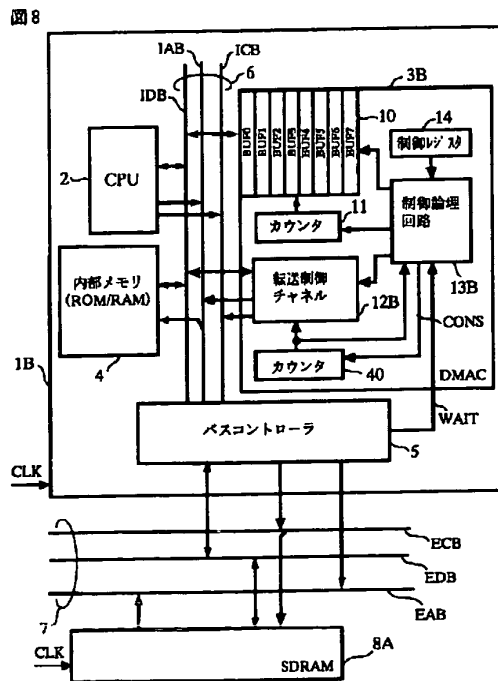 図8
IAB
ICB
IDB
6
3B
10
BUF0
BUF1
BUF2
BUF3
BUF4
BUF5
BUF6
BUF7
14
制御レジスタ
2
CPU
カウンタ
11
制御論理
回路
13B
内部メモリ
(ROM/RAM)
4
転送制御
チャネル
12B
CONS
1B
カウンタ
40
DMAC
WAIT
バスコントローラ
5
CLK
ECB
EDB
EAB
7
CLK
8A
SDRAM